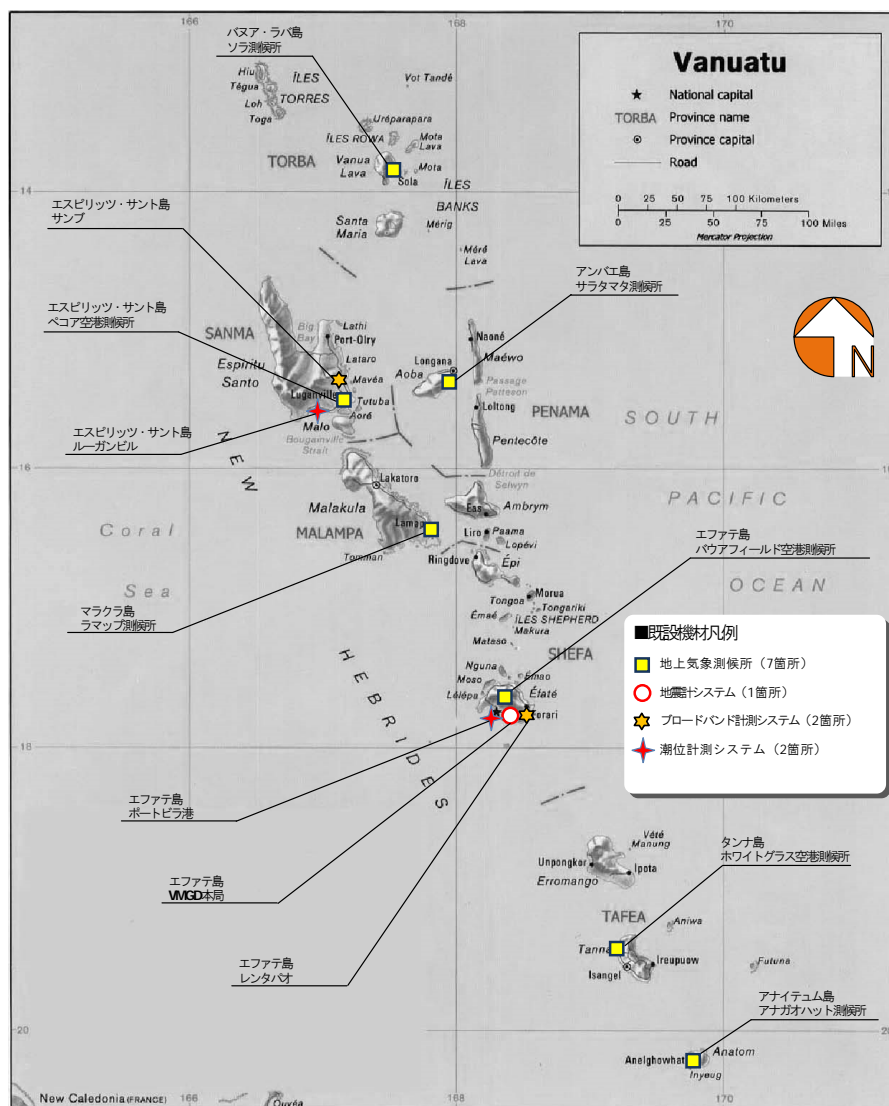 166
168
170
バヌア・ラバ島
ソラ測候所
Hiu
Tégua
Loh
Toga
ÎLES
TORRES
Vot Tandé
Uréparapara
ÎLES ROWA
Mota
Lava
TORBA
Vanua
Lava
Mota
Sola
ÎLES
BANKS
Santa
Maria
Mérig
Méré
Lava
Vanuatu
National capital
TORBA Province name
Province capital
Road
0 25 50 75 100 Kilometers
0 25 50 75 100 Miles
Mercator Projection
14
エスピリッツ・サント島
サンブ
エスピリッツ・サント島
ペコア空港測候所
アンバエ島
サラタマタ測候所
N
SANMA
Big
Bay
Lathi
Port-Olry
Lataro
Mavéa
Espiritu
Santo
Luganville
Tutuba
Aoré
Malo
Bougainville
Strait
Longana
Aoba
Naoné
Maéwo
Passage
Patteson
Loltong
PENAMA
Pentecôte
Détroit de
Selwyn
エスピリッツ・サント島
ルーガンビル
SOUTH
PACIFIC
OCEAN
NEW
HEBRIDES
16
Coral
Sea
Lakatoro
Malakula
Lamap
MALAMPA
Tomman
Eas
Ambrym
Liro
Paama
Lopévi
Ringdove
Épi
エファテ島
バウアフィールド空港測候所
マラクラ島
ラマップ測候所
Morua
Tongoa
Tongariki
Émaé
ÎLES SHEPHERD
Makura
Mataso
SHEFA
Nguna
Moso
Émao
Lélépa
Éfaté
Forari
■既設機材凡例
地上気象測候所（7箇所）
地震計システム（1箇所）
ブロードバンド計測システム（2箇所）
潮位計測システム（2箇所）
18
エファテ島
ポートビラ港
エファテ島
VMGD本局
エファテ島
レンタパオ
Vété
Manung
Unpongkor
Ipota
Erromango
タンナ島
ホワイトグラス空港測候所
TAFEA
Aniwa
Tanna
Ireupuow
Isangel
Futuna
アナイテュム島
アナガオハット測候所
20
20
Anelghowhat
Anatom
Inyeug
New Caledonia (FRANCE)
166
Ouvéa
168
170